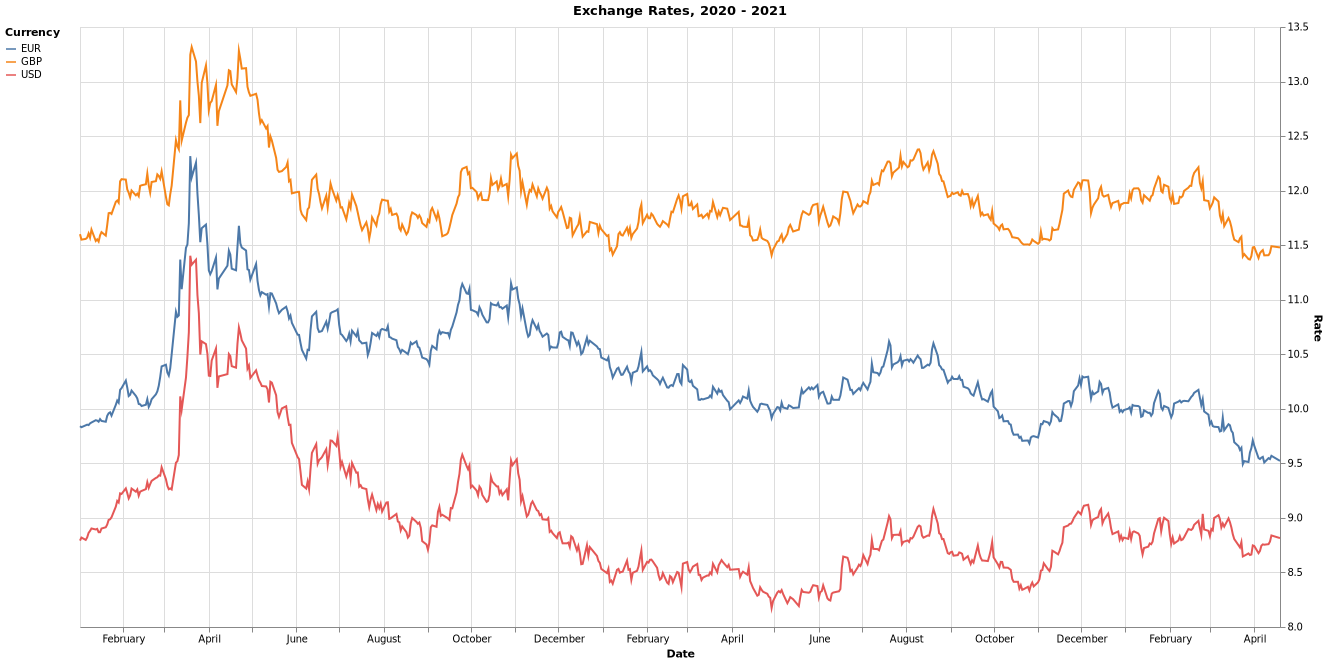 Exchange Rates, 2020 - 2021
Currency
EUR
GBP
USD
13.5
13.0
12.5
12.0
11.5
11.0
10.5
10.0
9.5
9.0
8.5
8.0
Rate
February April June August October December February April June August October December February April
Date